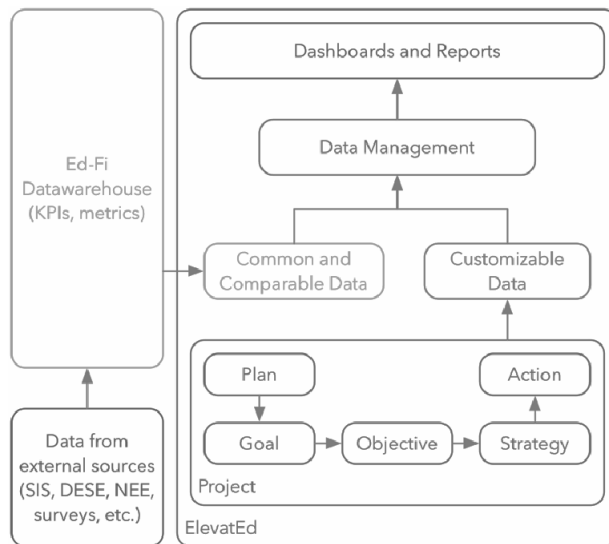 Dashboards and Reports
Data Management
Ed-Fi
Datawarehouse
(KPIs, metrics)
Common and
Comparable Data
Customizable
Data
Plan
Action
Goal
Objective
Strategy
Project
Data from
external sources
(SIS, DESE, NEE,
surveys, etc.)
ElevatEd